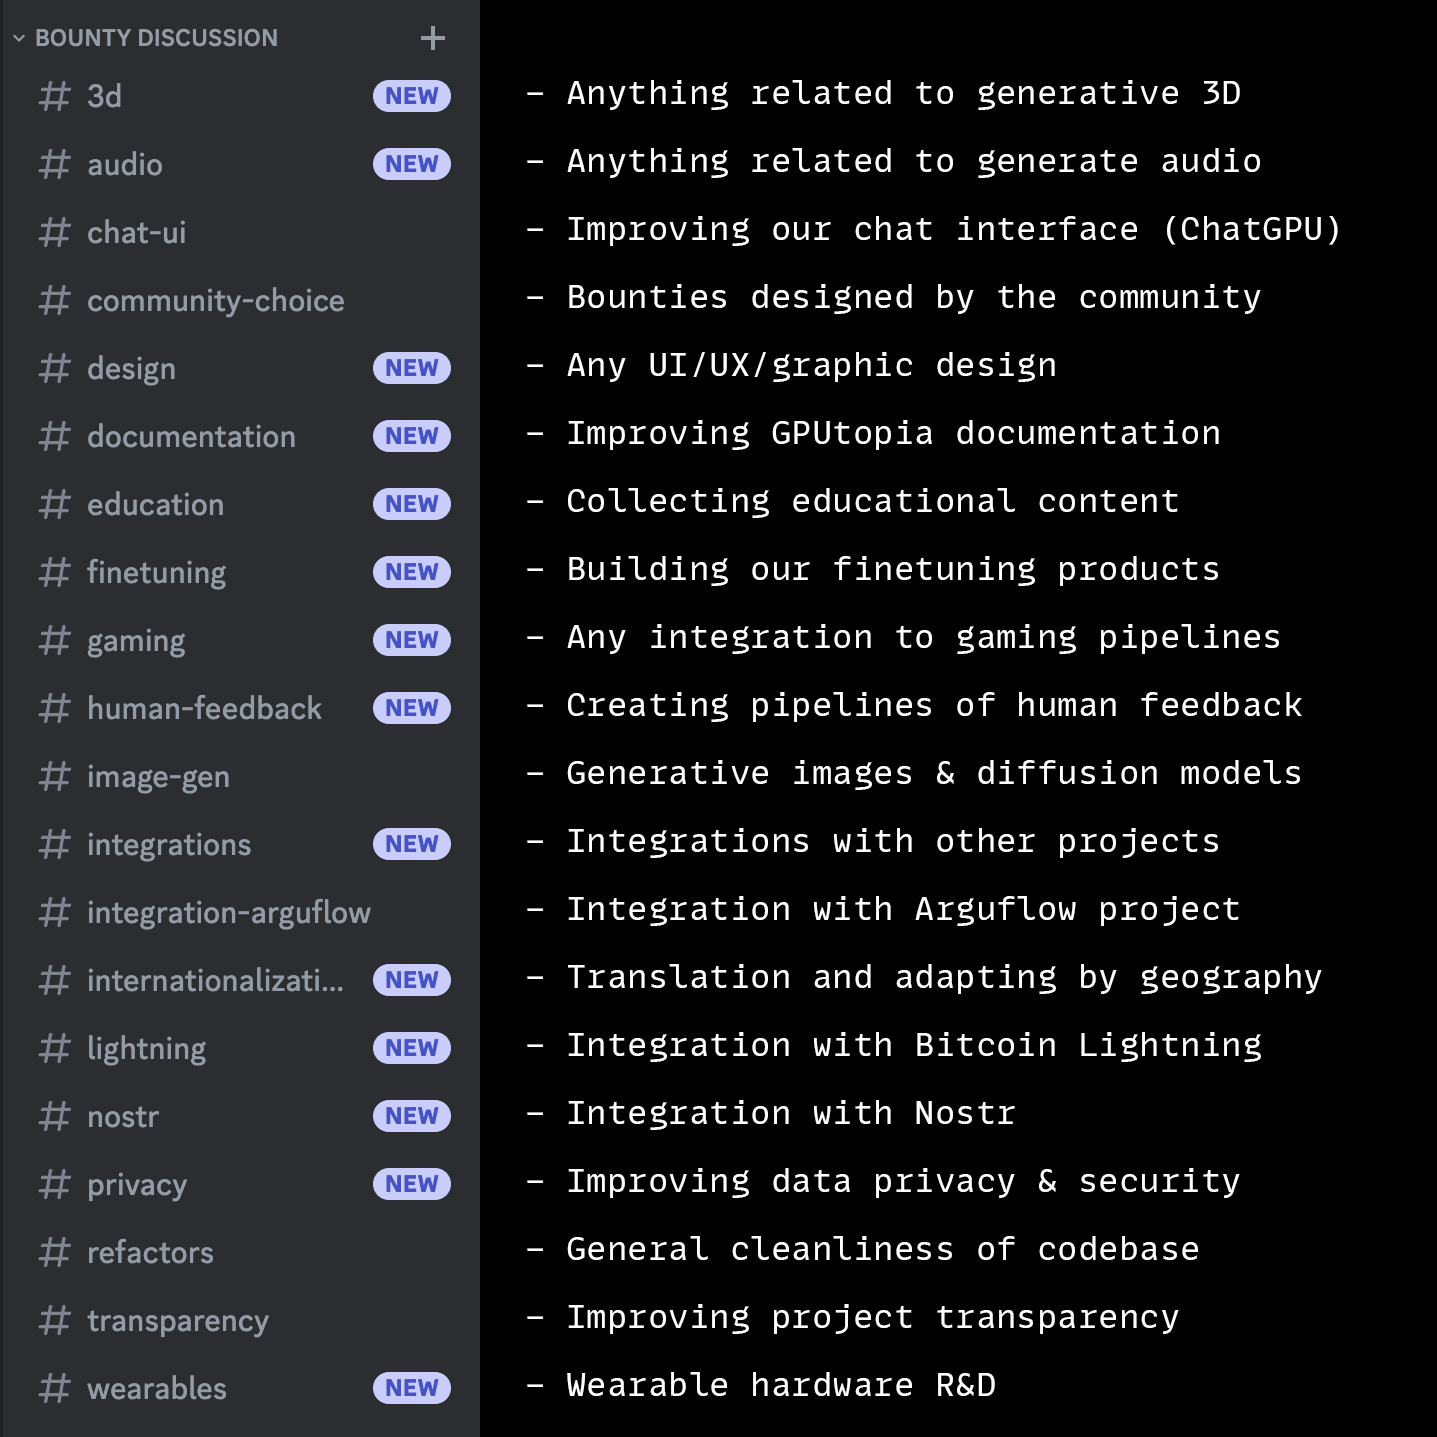 BOUNTY DISCUSSION +
# 3d NEW - Anything related to generative 3D
# audio NEW - Anything related to generate audio
# chat-ui - Improving our chat interface (ChatGPU)
# community-choice - Bounties designed by the community
# design NEW - Any UI/UX/graphic design
# documentation NEW - Improving GPUtopia documentation
# education NEW - Collecting educational content
# finetuning NEW - Building our finetuning products
# gaming NEW - Any integration to gaming pipelines
# human-feedback NEW - Creating pipelines of human feedback
# image-gen - Generative images & diffusion models
# integrations NEW - Integrations with other projects
# integration-arguflow - Integration with Arguflow project
# internationalizati... NEW - Translation and adapting by geography
# lightning NEW - Integration with Bitcoin Lightning
# nostr NEW - Integration with Nostr
# privacy NEW - Improving data privacy & security
# refactors - General cleanliness of codebase
# transparency - Improving project transparency
# wearables NEW - Wearable hardware R&D